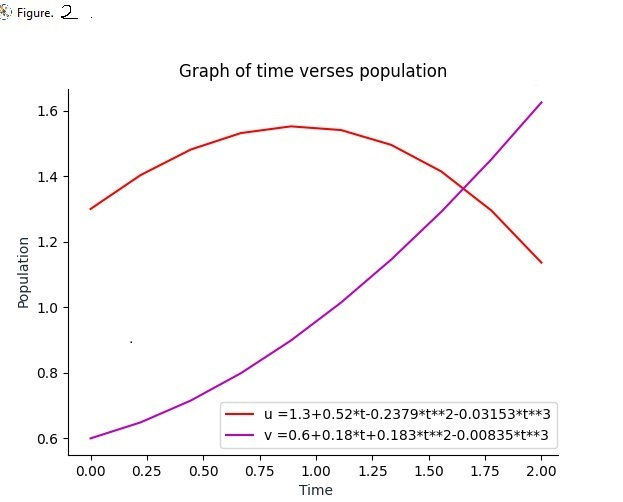 Figure. 2
Graph of time verses population
1.6
1.4
1.2
1.0
0.8
0.6
Population
u =1.3+0.52*t-0.2379*t**2-0.03153*t**3
v =0.6+0.18*t+0.183*t**2-0.00835*t**3
0.00 0.25 0.50 0.75 1.00 1.25 1.50 1.75 2.00
Time